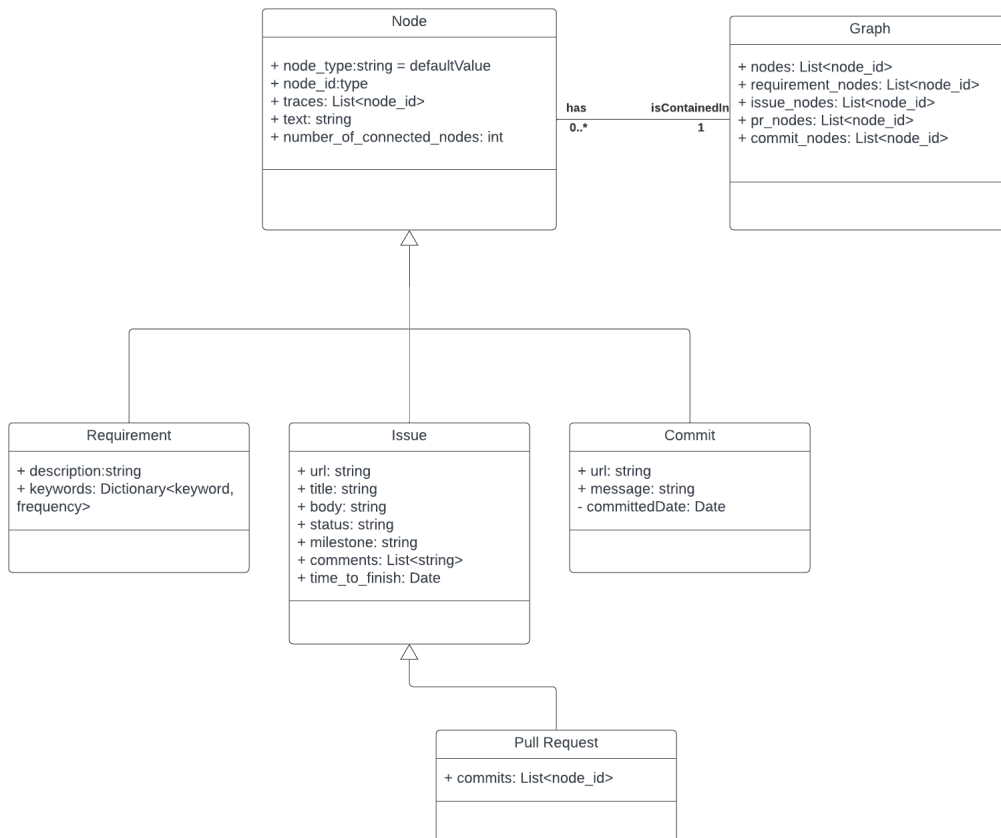 Node
+ node_type:string = defaultValue
+ node_id:type
+ traces: List<node_id>
+ text: string
+ number_of_connected_nodes: int
has
0..*
isContainedIn
1
Graph
+ nodes: List<node_id>
+ requirement_nodes: List<node_id>
+ issue_nodes: List<node_id>
+ pr_nodes: List<node_id>
+ commit_nodes: List<node_id>
Requirement
+ description:string
+ keywords: Dictionary<keyword,
frequency>
Issue
+ url: string
+ title: string
+ body: string
+ status: string
+ milestone: string
+ comments: List<string>
+ time_to_finish: Date
Commit
+ url: string
+ message: string
- committedDate: Date
Pull Request
+ commits: List<node_id>